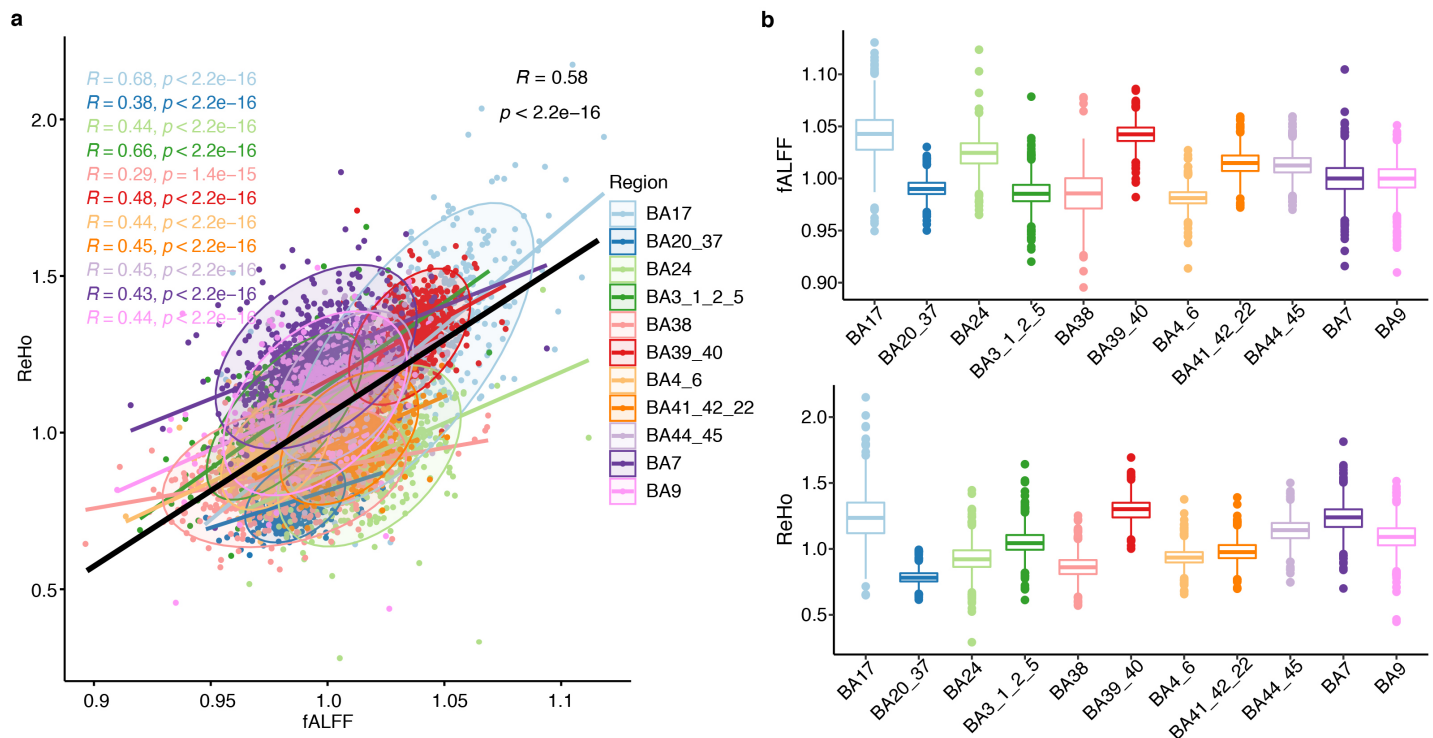 a
R = 0.68, p < 2.2e−16
R = 0.38, p < 2.2e−16
R = 0.44, p < 2.2e−16
R = 0.66, p < 2.2e−16
R = 0.29, p = 1.4e−15
R = 0.48, p < 2.2e−16
R = 0.44, p < 2.2e−16
R = 0.45, p < 2.2e−16
R = 0.45, p < 2.2e−16
R = 0.43, p < 2.2e−16
R = 0.44, p < 2.2e−16
R = 0.58
p < 2.2e−16
ReHo
2.0
1.5
1.0
0.5
0.9
0.95
1.0
1.05
1.1
fALFF
Region
BA17
BA20_37
BA24
BA3_1_2_5
BA38
BA39_40
BA4_6
BA41_42_22
BA44_45
BA7
BA9
b
fALFF
1.10
1.05
1.00
0.95
0.90
BA17
BA20_37
BA24
BA3_1_2_5
BA38
BA39_40
BA4_6
BA41_42_22
BA44_45
BA7
BA9
ReHo
2.0
1.5
1.0
0.5
BA17
BA20_37
BA24
BA3_1_2_5
BA38
BA39_40
BA4_6
BA41_42_22
BA44_45
BA7
BA9